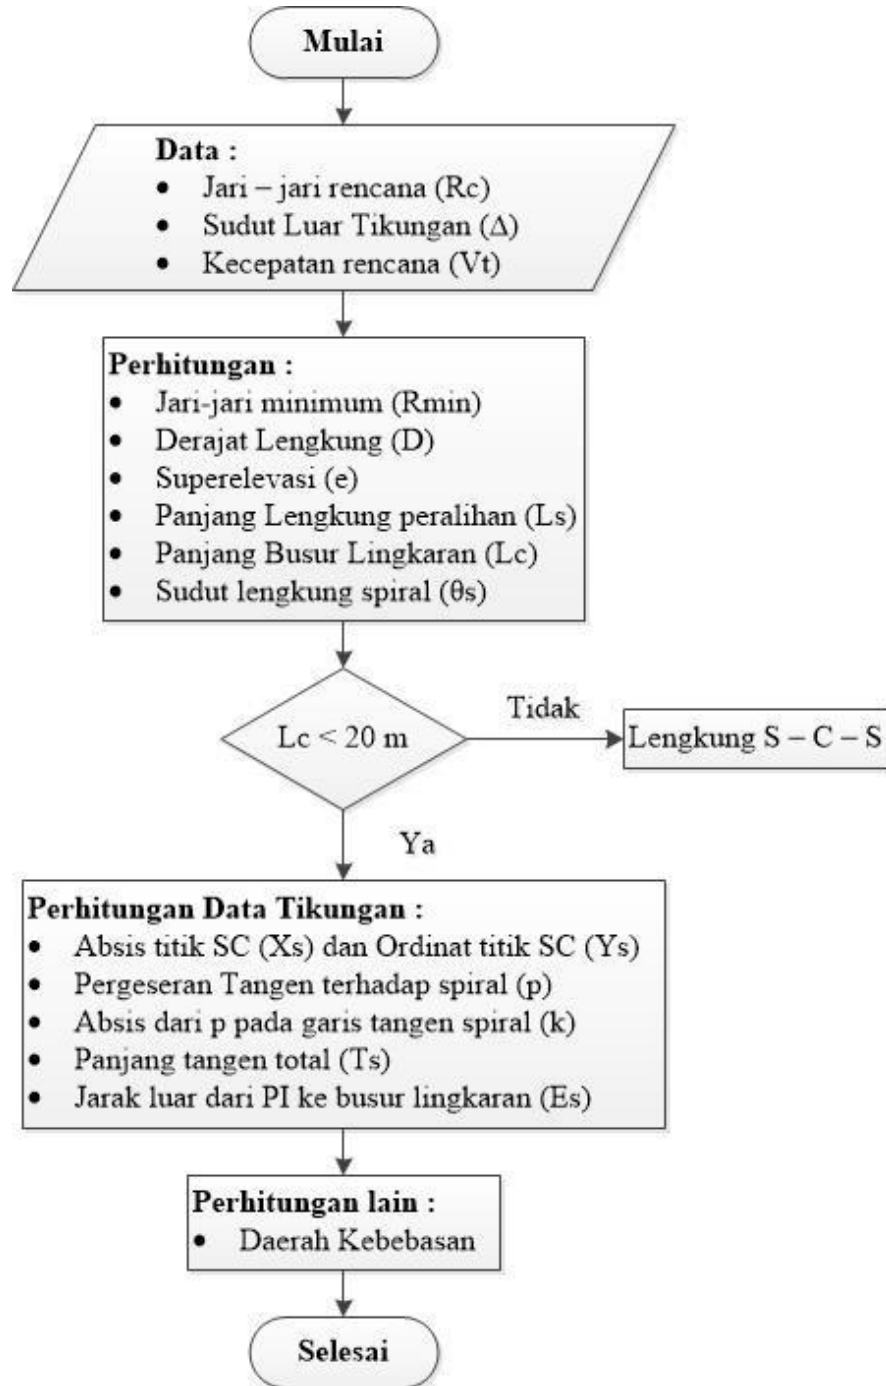 Mulai
Data :
• Jari – jari rencana (Rc)
• Sudut Luar Tikungan (Δ)
• Kecepatan rencana (Vt)
Perhitungan :
• Jari-jari minimum (Rmin)
• Derajat Lengkung (D)
• Superelevasi (e)
• Panjang Lengkung peralihan (Ls)
• Panjang Busur Lingkaran (Lc)
• Sudut lengkung spiral (θs)
Lc < 20 m
Tidak
Lengkung S – C – S
Ya
Perhitungan Data Tikungan :
• Absis titik SC (Xs) dan Ordinat titik SC (Ys)
• Pergeseran Tangen terhadap spiral (p)
• Absis dari p pada garis tangen spiral (k)
• Panjang tangen total (Ts)
• Jarak luar dari PI ke busur lingkaran (Es)
Perhitungan lain :
• Daerah Kebebasan
Selesai